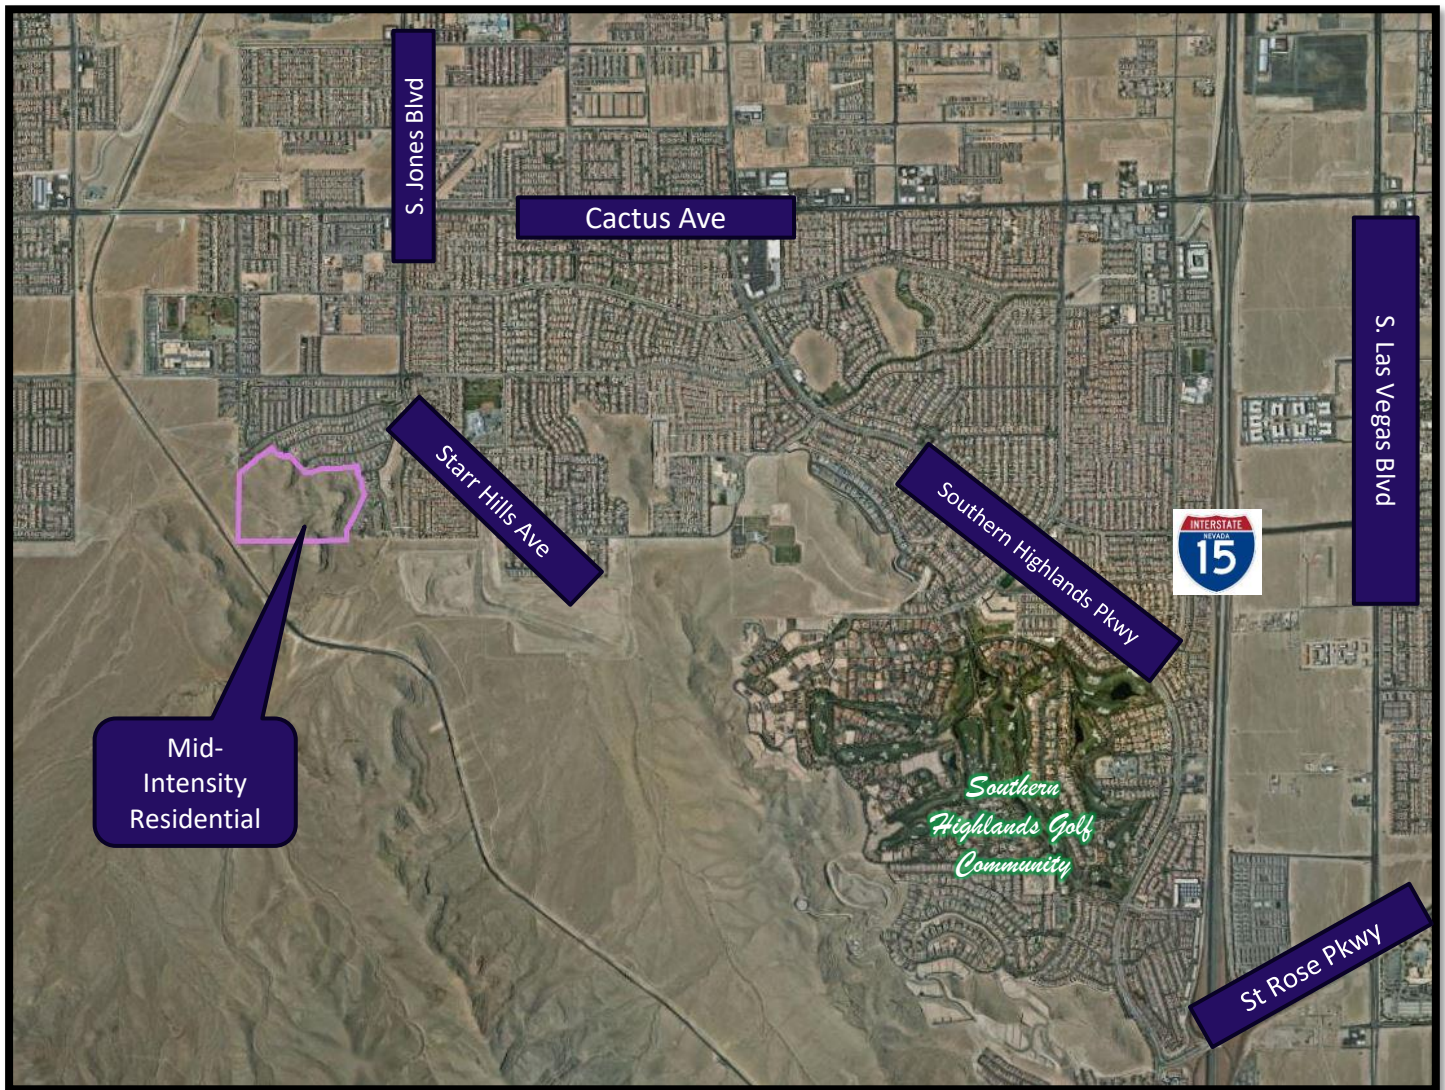 S. Jones Blvd
Cactus Ave
S. Las Vegas Blvd
Starr Hills Ave
Southern Highlands Pkwy
INTERSTATE
NEVADA
15
Mid-
Intensity
Residential
Southern
Highlands Golf
Community
St Rose Pkwy